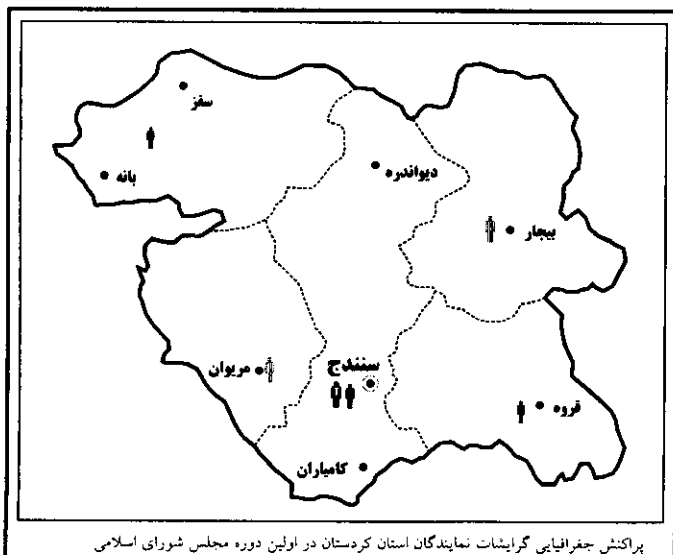 سقز
بانه
دیواندره
بیجار
مریوان
سنندج
قروه
کامیاران
پراکنش جغرافیایی گرایشات نمایندگان استان کردستان در اولین دوره مجلس شورای اسلامی